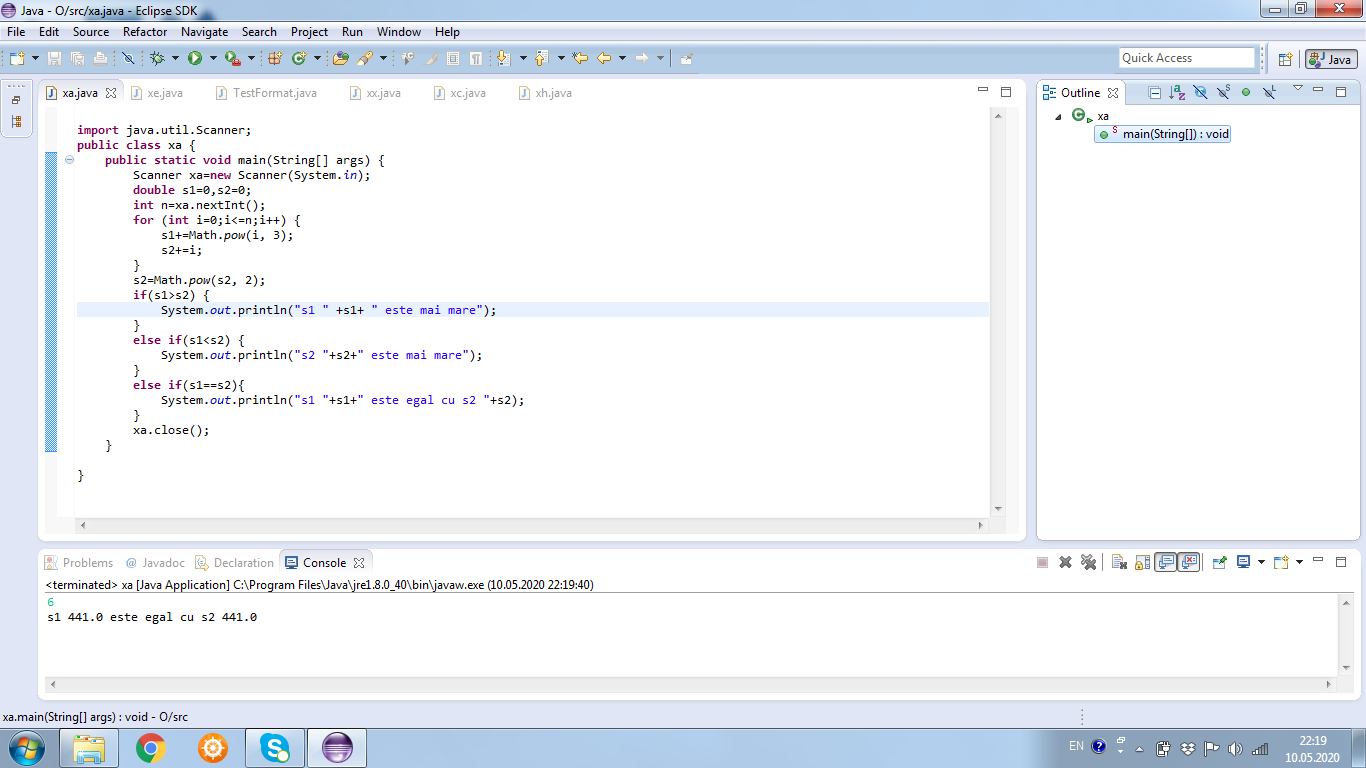 Java - O/src/xa.java - Eclipse SDK
File Edit Source Refactor Navigate Search Project Run Window Help
Quick Access
Java
xa.java xe.java TestFormat.java xx.java xc.java xh.java
Outline
xa
main(String[]) : void
import java.util.Scanner;
public class xa {
public static void main(String[] args) {
Scanner xa=new Scanner(System.in);
double s1=0,s2=0;
int n=xa.nextInt();
for (int i=0;i<=n;i++) {
s1+=Math.pow(i, 3);
s2+=i;
}
s2=Math.pow(s2, 2);
if(s1>s2) {
System.out.println("s1 " +s1+ " este mai mare");
}
else if(s1<s2) {
System.out.println("s2 "+s2+" este mai mare");
}
else if(s1==s2){
System.out.println("s1 "+s1+" este egal cu s2 "+s2);
}
xa.close();
}
}
Problems @ Javadoc Declaration Console
<terminated> xa [Java Application] C:\Program Files\Java\jre1.8.0_40\bin\javaw.exe (10.05.2020 22:19:40)
6
s1 441.0 este egal cu s2 441.0
xa.main(String[] args) : void - O/src
EN
22:19
10.05.2020